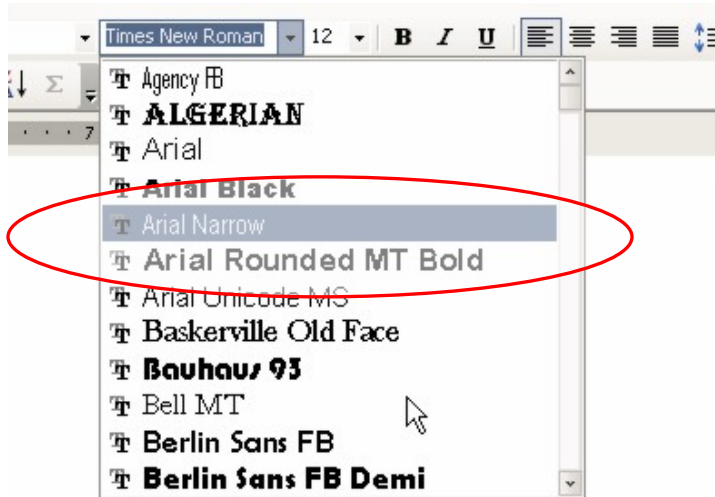 Times New Roman 12 B I U
Σ
7
Agency FB
ALGERIAN
Arial
Arial Black
Arial Narrow
Arial Rounded MT Bold
Arial Unicode MS
Baskerville Old Face
Bauhaus 93
Bell MT
Berlin Sans FB
Berlin Sans FB Demi